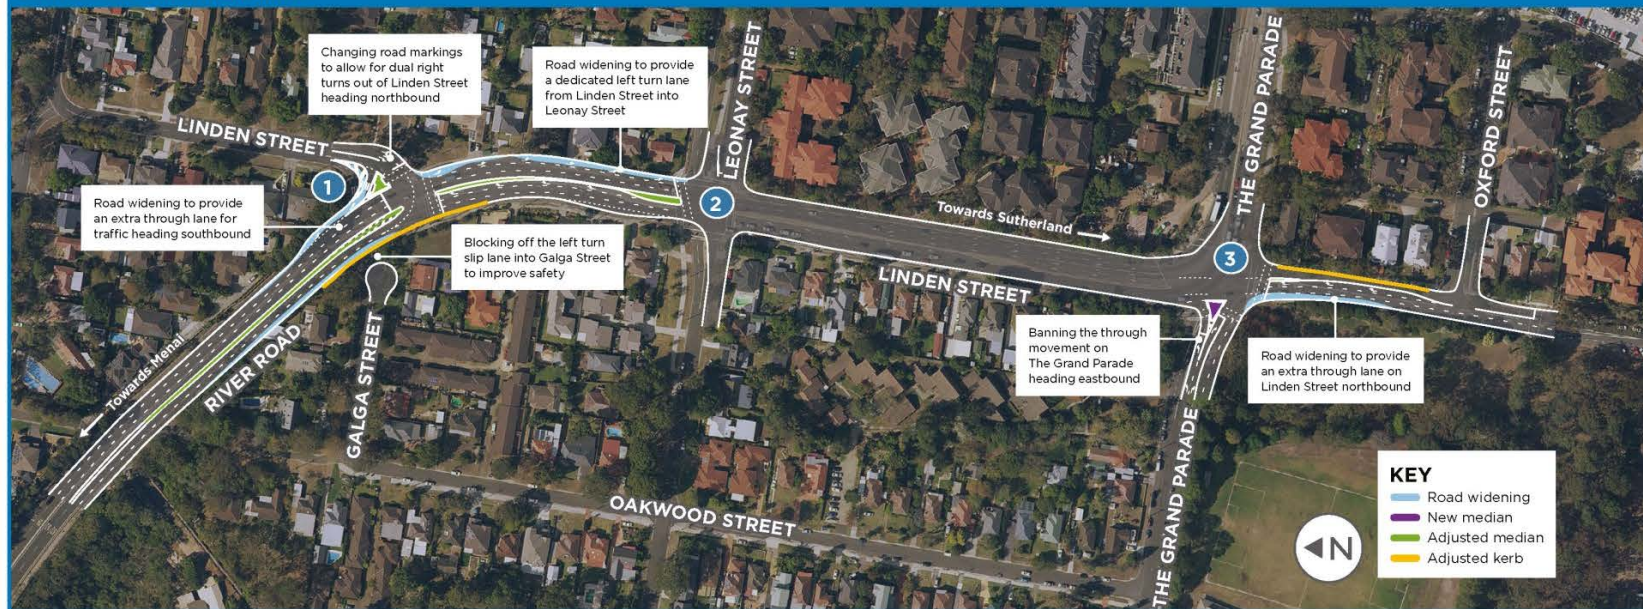 Changing road markings
to allow for dual right
turns out of Linden Street
heading northbound
Road widening to provide
a dedicated left turn lane
from Linden Street into
Leonay Street
LEONAY STREET
THE GRAND PARADE
OXFORD STREET
LINDEN STREET
1
Road widening to provide
an extra through lane for
traffic heading southbound
2
Towards Sutherland
Blocking off the left turn
slip lane into Galga Street
to improve safety
3
LINDEN STREET
Towards Menai
RIVER ROAD
GALGA STREET
Banning the through
movement on
The Grand Parade
heading eastbound
Road widening to provide
an extra through lane on
Linden Street northbound
OAKWOOD STREET
THE GRAND PARADE
N
KEY
Road widening
New median
Adjusted median
Adjusted kerb